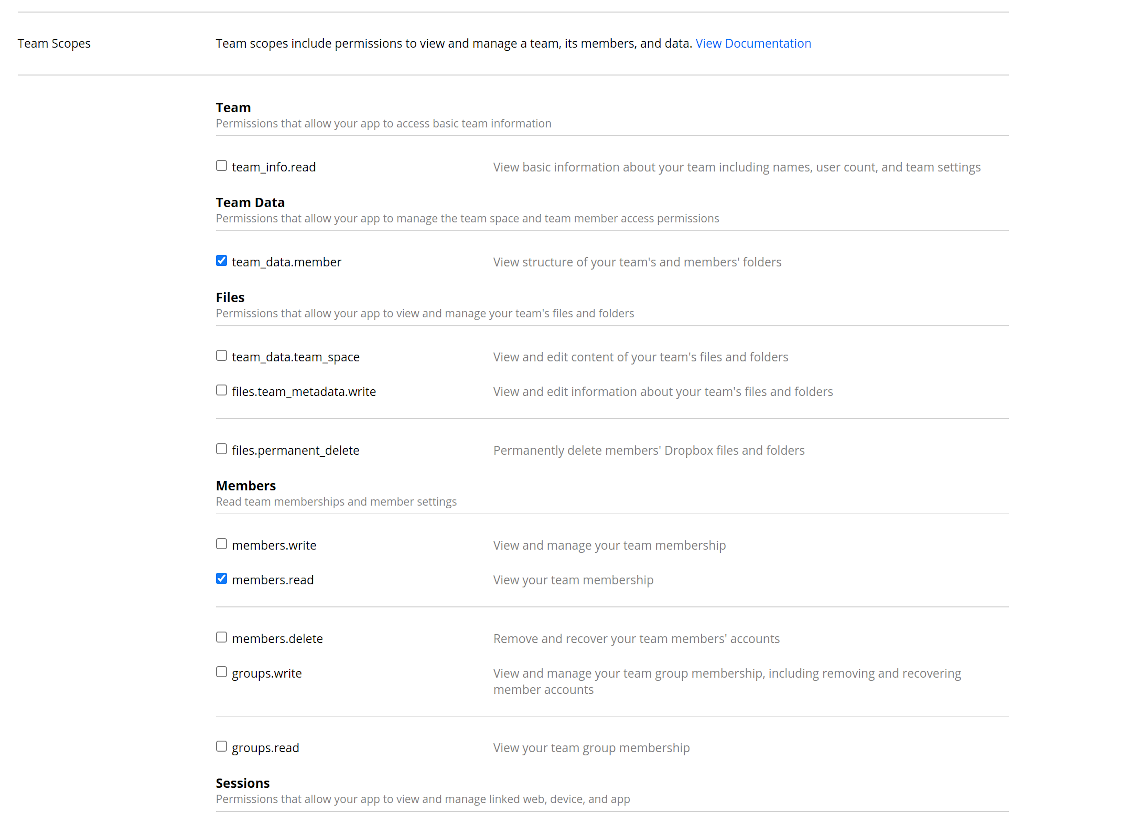 Team Scopes
Team scopes include permissions to view and manage a team, its members, and data. View Documentation
Team
Permissions that allow your app to access basic team information
team_info.read
View basic information about your team including names, user count, and team settings
Team Data
Permissions that allow your app to manage the team space and team member access permissions
team_data.member
View structure of your team's and members' folders
Files
Permissions that allow your app to view and manage your team's files and folders
team_data.team_space
View and edit content of your team's files and folders
files.team_metadata.write
View and edit information about your team's files and folders
files.permanent_delete
Permanently delete members' Dropbox files and folders
Members
Read team memberships and member settings
members.write
View and manage your team membership
members.read
View your team membership
members.delete
Remove and recover your team members' accounts
groups.write
View and manage your team group membership, including removing and recovering
member accounts
groups.read
View your team group membership
Sessions
Permissions that allow your app to view and manage linked web, device, and app